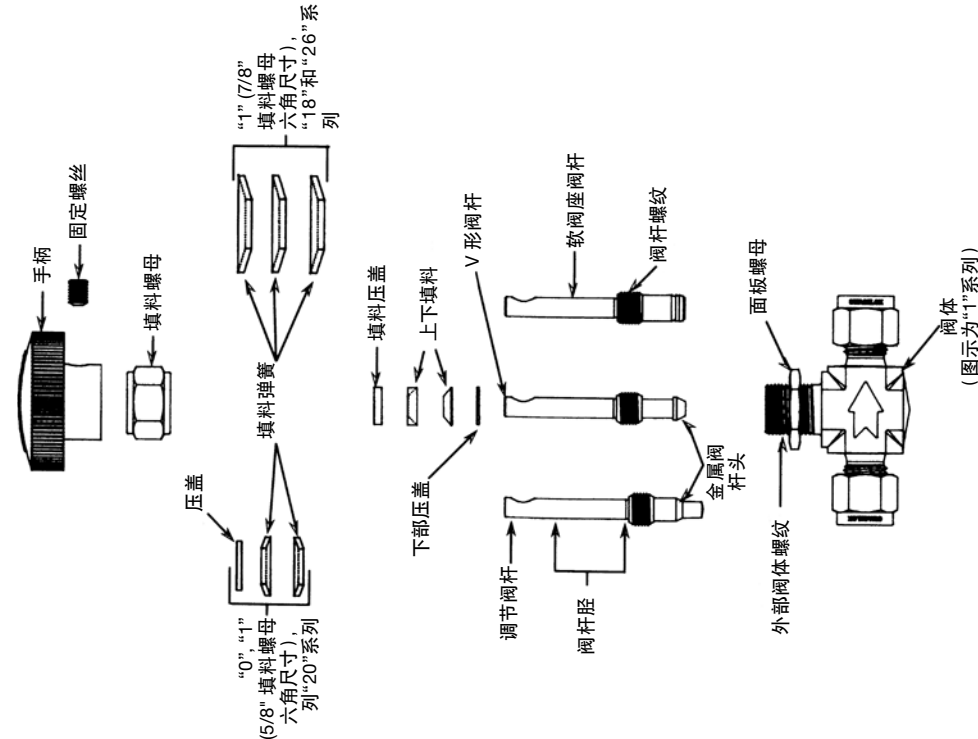 手柄
固定螺丝
填料螺母
“1” (7/8”
填料螺母
六角尺寸),
“18”和“26”系
列
填料弹簧
压盖
“0”, “1”
(5/8" 填料螺母
六角尺寸),
列“20”系列
填料压盖
上下填料
下部压盖
V 形阀杆
软阀座阀杆
阀杆螺纹
调节阀杆
阀杆胫
金属阀
杆头
面板螺母
外部阀体螺纹
阀体
(图示为“1”系列)